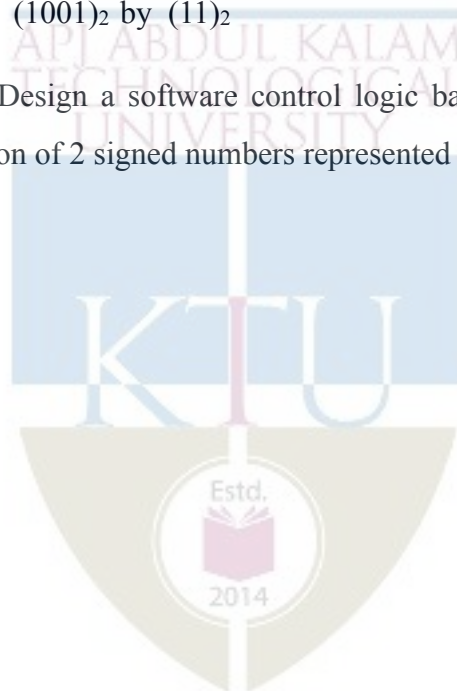 (1001)₂ by (11)₂
APJ ABDUL KALAM
TECHNOLOGICAL
UNIVERSITY
Design a software control logic ba
on of 2 signed numbers represented
KTU
Estd.
2014